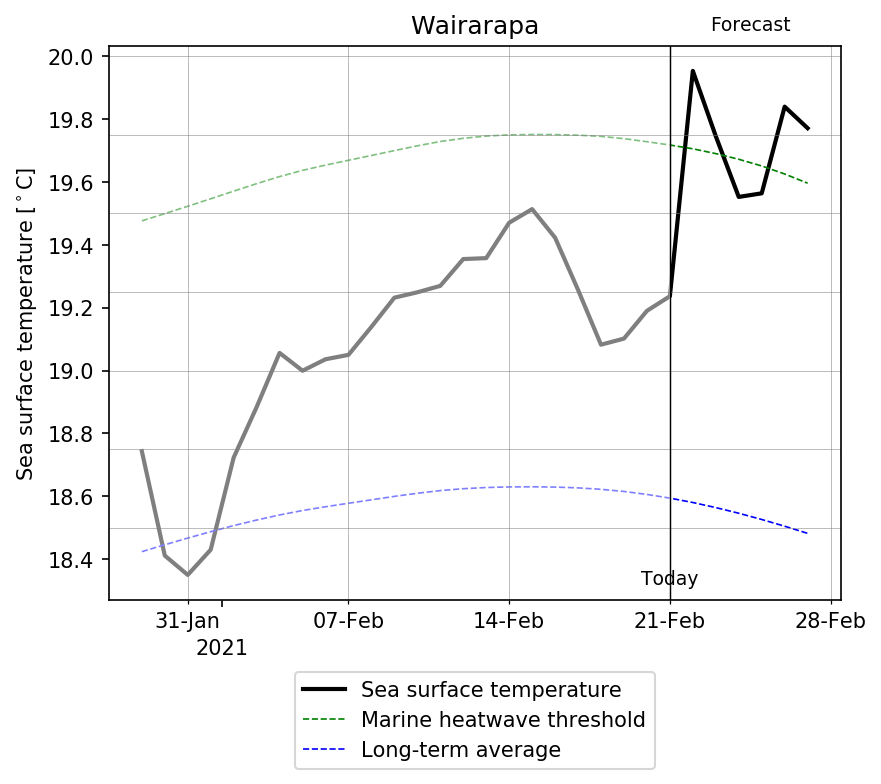 Wairarapa
Forecast
Sea surface temperature [°C]
20.0
19.8
19.6
19.4
19.2
19.0
18.8
18.6
18.4
Today
31-Jan
07-Feb
14-Feb
21-Feb
28-Feb
2021
Sea surface temperature
Marine heatwave threshold
Long-term average